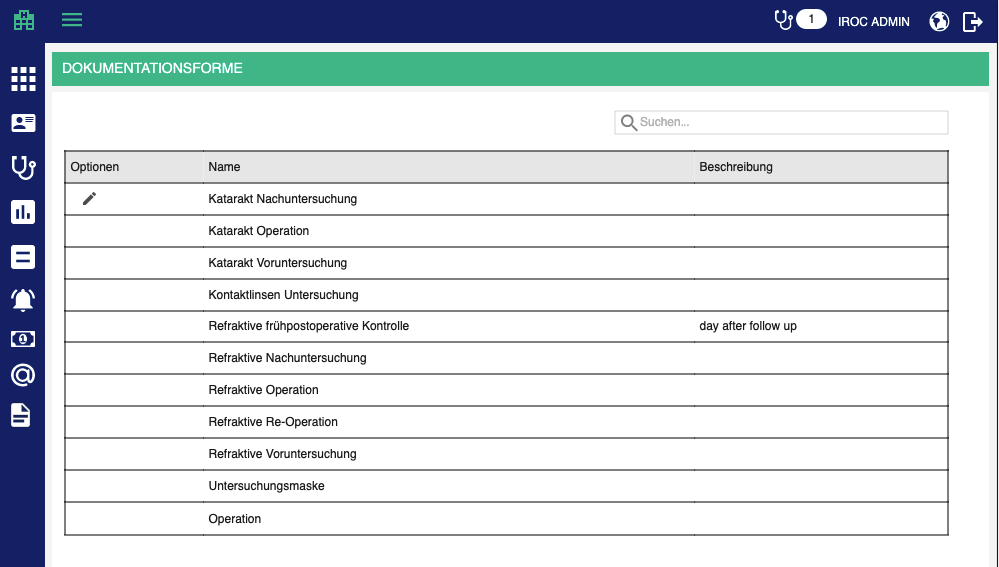 1 IROC ADMIN
DOKUMENTATIONSFORME
Suchen...
Optionen Name Beschreibung
Katarakt Nachuntersuchung
Katarakt Operation
Katarakt Voruntersuchung
Kontaktlinsen Untersuchung
Refraktive frühpostoperative Kontrolle day after follow up
Refraktive Nachuntersuchung
Refraktive Operation
Refraktive Re-Operation
Refraktive Voruntersuchung
Untersuchungsmaske
Operation